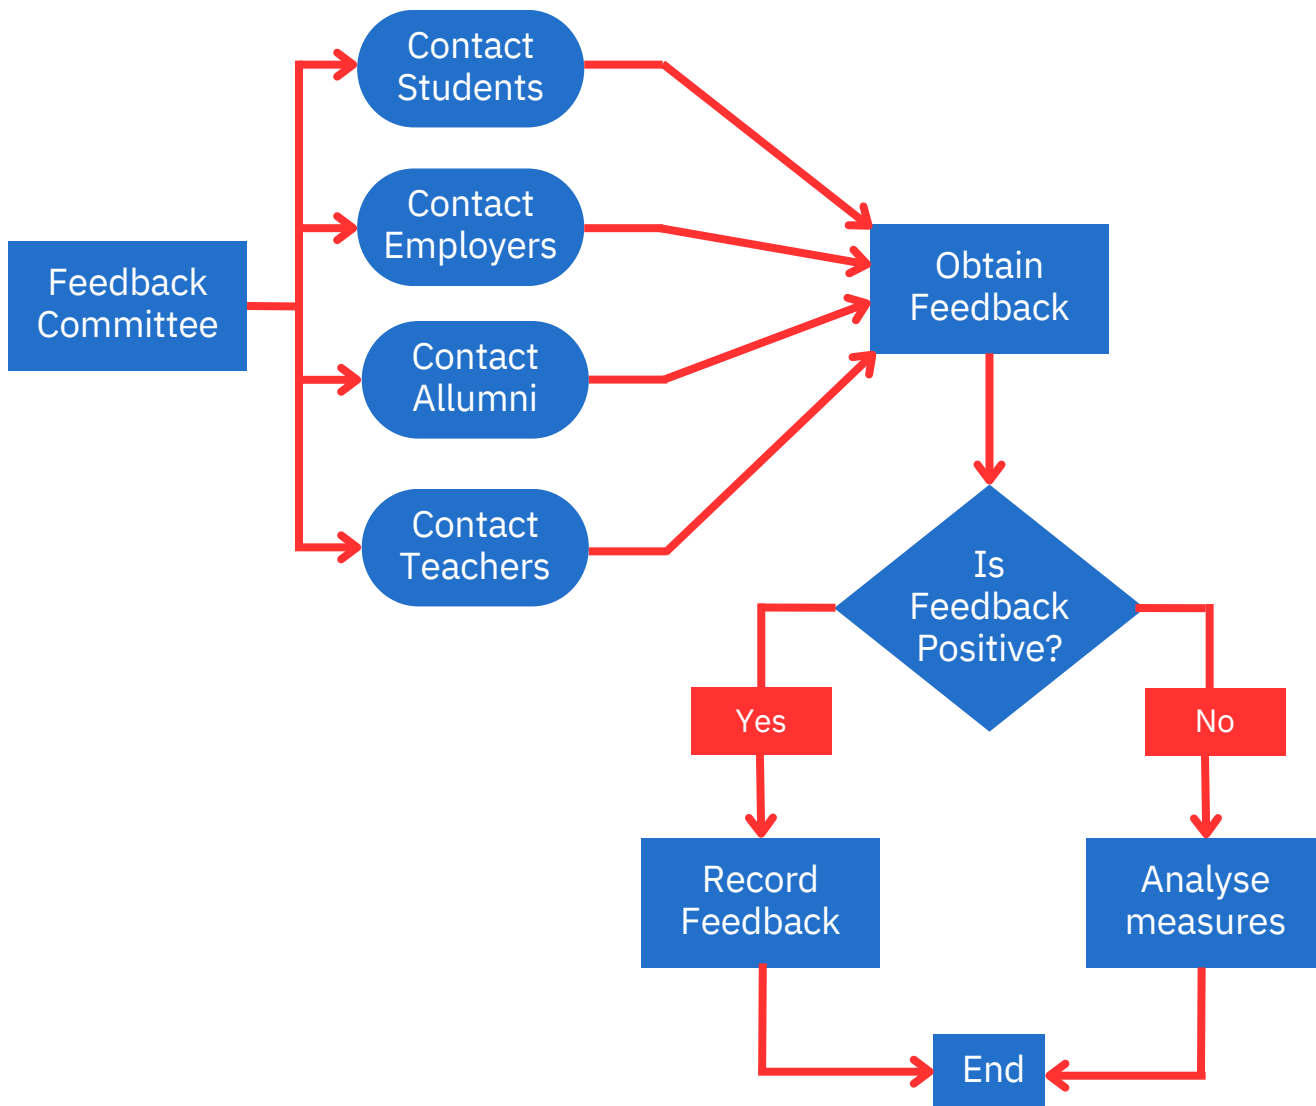 Contact
Students
Contact
Employers
Feedback
Committee
Contact
Allumni
Contact
Teachers
Obtain
Feedback
Is
Feedback
Positive?
Yes
No
Record
Feedback
Analyse
measures
End